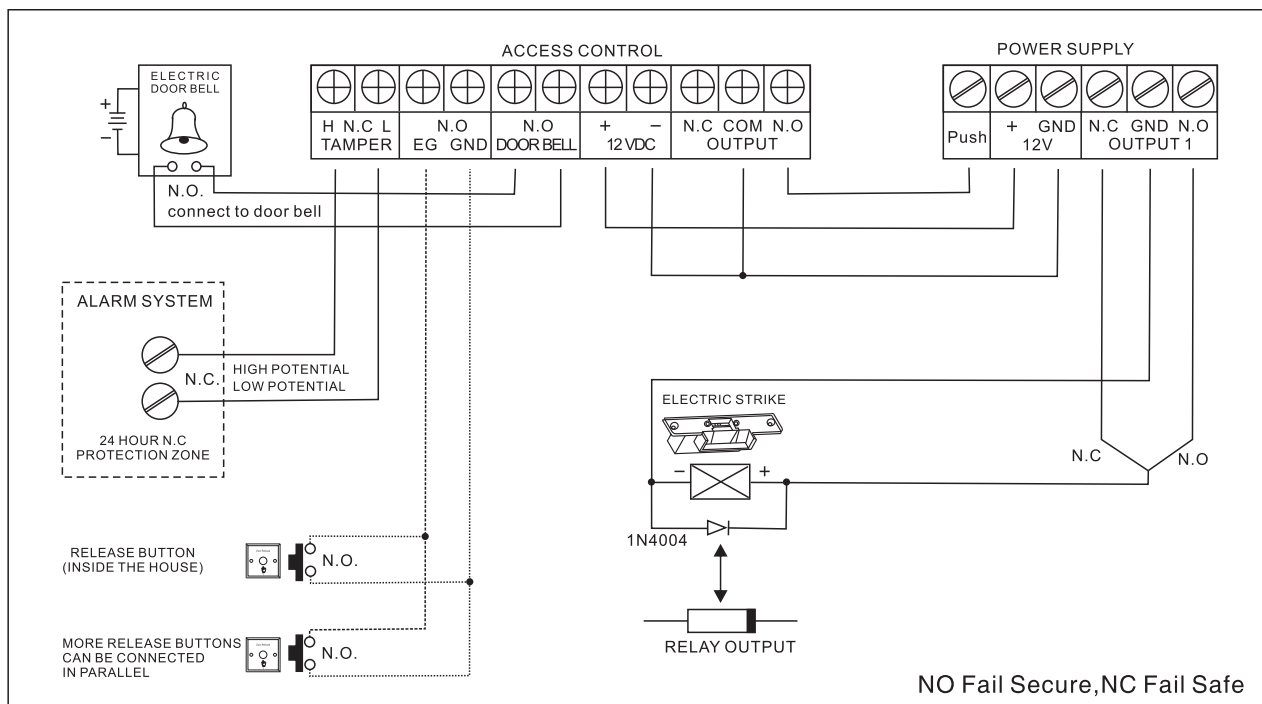 ACCESS CONTROL
POWER SUPPLY
ELECTRIC
DOOR BELL
+
−
N.O.
connect to door bell
H N.C L
TAMPER
N.O
EG GND
N.O
DOOR BELL
+ −
12 VDC
N.C COM N.O
OUTPUT
Push
+ GND
12V
N.C GND N.O
OUTPUT 1
ALARM SYSTEM
N.C.
HIGH POTENTIAL
LOW POTENTIAL
24 HOUR N.C
PROTECTION ZONE
ELECTRIC STRIKE
− +
1N4004
N.C
N.O
RELAY OUTPUT
RELEASE BUTTON
(INSIDE THE HOUSE)
N.O.
MORE RELEASE BUTTONS
CAN BE CONNECTED
IN PARALLEL
N.O.
NO Fail Secure,NC Fail Safe